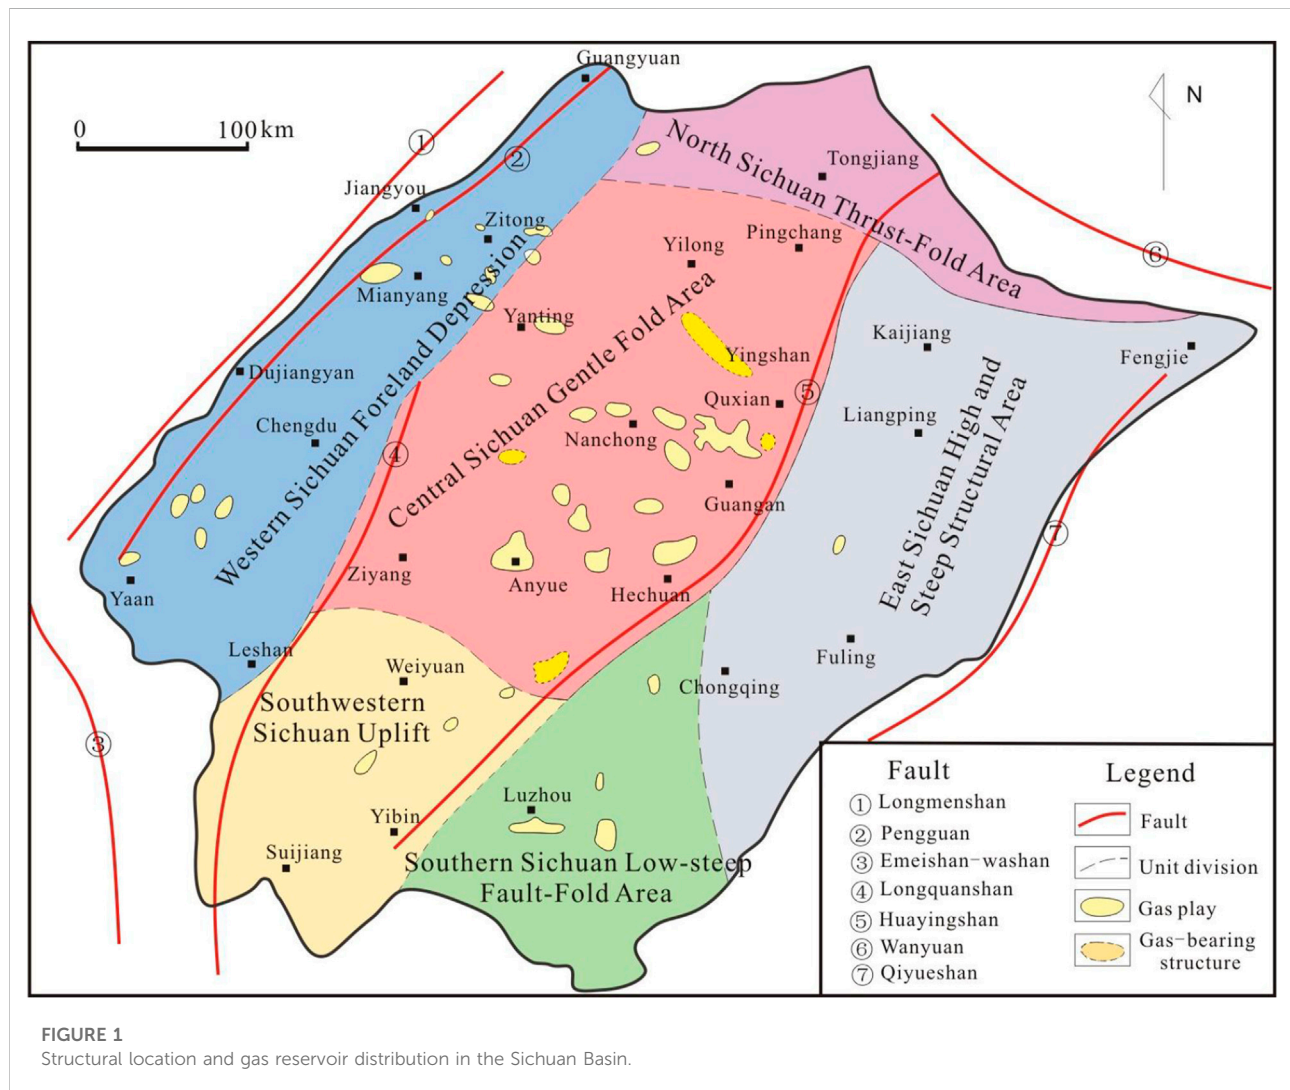 Guangyuan
N
0 100km
①
②
North Sichuan Thrust-Fold Area
Tongjiang
Jiangyou
Zitong
Pingchang
Yilong
⑥
Mianyang
Western Sichuan Foreland Depression
Yanting
Central Sichuan Gentle Fold Area
Yingshan
Kaijiang
Fengjie
Dujiangyan
Quxian
⑤
Chengdu
Nanchong
Liangping
④
East Sichuan High and
Steep Structural Area
Guangan
⑦
Ziyang
Anyue
Hechuan
Yaan
Leshan
Weiyuan
Chongqing
Fuling
Southwestern
Sichuan Uplift
③
Luzhou
Yibin
Suijiang
Southern Sichuan Low-steep
Fault-Fold Area
Fault
① Longmenshan
② Pengguan
③ Emeishan-washan
④ Longquanshan
⑤ Huayingshan
⑥ Wanyuan
⑦ Qiyueshan
Legend
Fault
Unit division
Gas play
Gas-bearing
structure
FIGURE 1
Structural location and gas reservoir distribution in the Sichuan Basin.